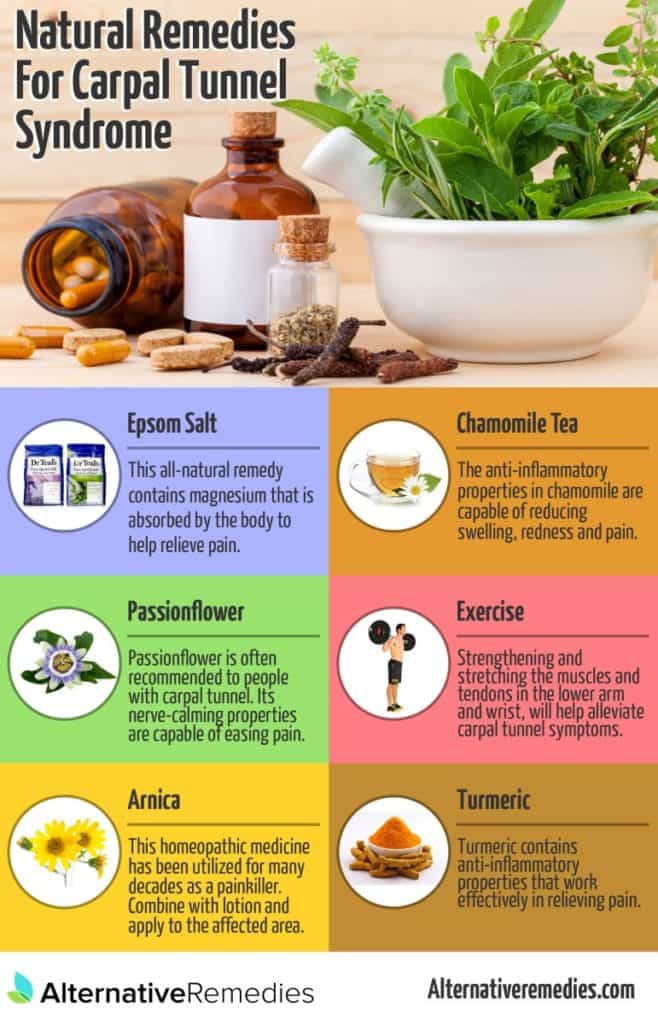 Natural Remedies
For Carpal Tunnel
Syndrome
Epsom Salt
Dr Teal's
Dr Teal's
This all-natural remedy
contains magnesium that is
absorbed by the body to
help relieve pain.
Chamomile Tea
The anti-inflammatory
properties in chamomile are
capable of reducing
swelling, redness and pain.
Passionflower
Passionflower is often
recommended to people
with carpal tunnel. Its
nerve-calming properties
are capable of easing pain.
Exercise
Strengthening and
stretching the muscles and
tendons in the lower arm
and wrist, will help alleviate
carpal tunnel symptoms.
Arnica
This homeopathic medicine
has been utilized for many
decades as a painkiller.
Combine with lotion and
apply to the affected area.
Turmeric
Turmeric contains
anti-inflammatory
properties that work
effectively in relieving pain.
AlternativeRemedies
Alternativeremedies.com